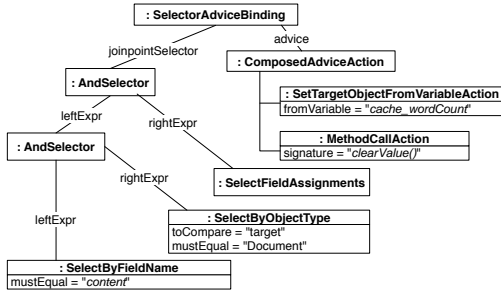 : SelectorAdviceBinding
joinpointSelector
advice
: AndSelector
: ComposedAdviceAction
: SetTargetObjectFromVariableAction
fromVariable = "cache_wordCount"
leftExpr
rightExpr
: AndSelector
: MethodCallAction
signature = "clearValue()"
rightExpr
: SelectFieldAssignments
leftExpr
: SelectByObjectType
toCompare = "target"
mustEqual = "Document"
: SelectByFieldName
mustEqual = "content"